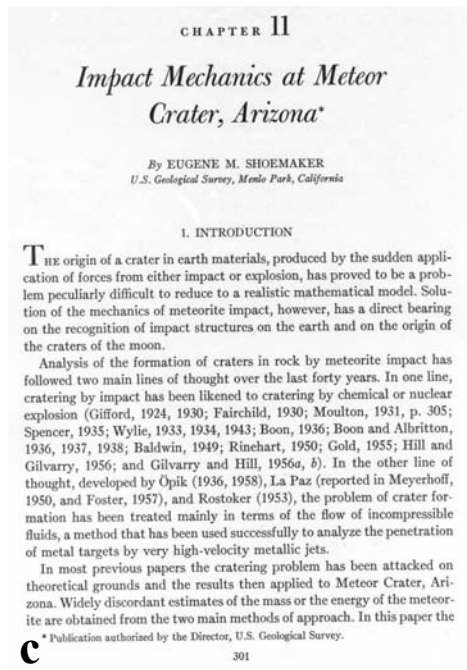 CHAPTER 11
Impact Mechanics at Meteor
Crater, Arizona*
By EUGENE M. SHOEMAKER
U.S. Geological Survey, Menlo Park, California
1. INTRODUCTION
THE origin of a crater in earth materials, produced by the sudden appli-
cation of forces from either impact or explosion, has proved to be a prob-
lem peculiarly difficult to reduce to a realistic mathematical model. Solu-
tion of the mechanics of meteorite impact, however, has a direct bearing
on the recognition of impact structures on the earth and on the origin of
the craters of the moon.
Analysis of the formation of craters in rock by meteorite impact has
followed two main lines of thought over the last forty years. In one line,
cratering by impact has been likened to cratering by chemical or nuclear
explosion (Gifford, 1924, 1930; Fairchild, 1930; Moulton, 1931, p. 305;
Spencer, 1935; Wylie, 1933, 1934, 1943; Boon, 1936; Boon and Albritton,
1936, 1937, 1938; Baldwin, 1949; Rinehart, 1950; Gold, 1955; Hill and
Gilvarry, 1956; and Gilvarry and Hill, 1956a, b). In the other line of
thought, developed by Öpik (1936, 1958), La Paz (reported in Meyerhoff,
1950, and Foster, 1957), and Rostoker (1953), the problem of crater for-
mation has been treated mainly in terms of the flow of incompressible
fluids, a method that has been used successfully to analyze the penetration
of metal targets by very high-velocity metallic jets.
In most previous papers the cratering problem has been attacked on
theoretical grounds and the results then applied to Meteor Crater, Ari-
zona. Widely discordant estimates of the mass or the energy of the meteor-
ite are obtained from the two main methods of approach. In this paper the
* Publication authorized by the Director, U.S. Geological Survey.
301
c